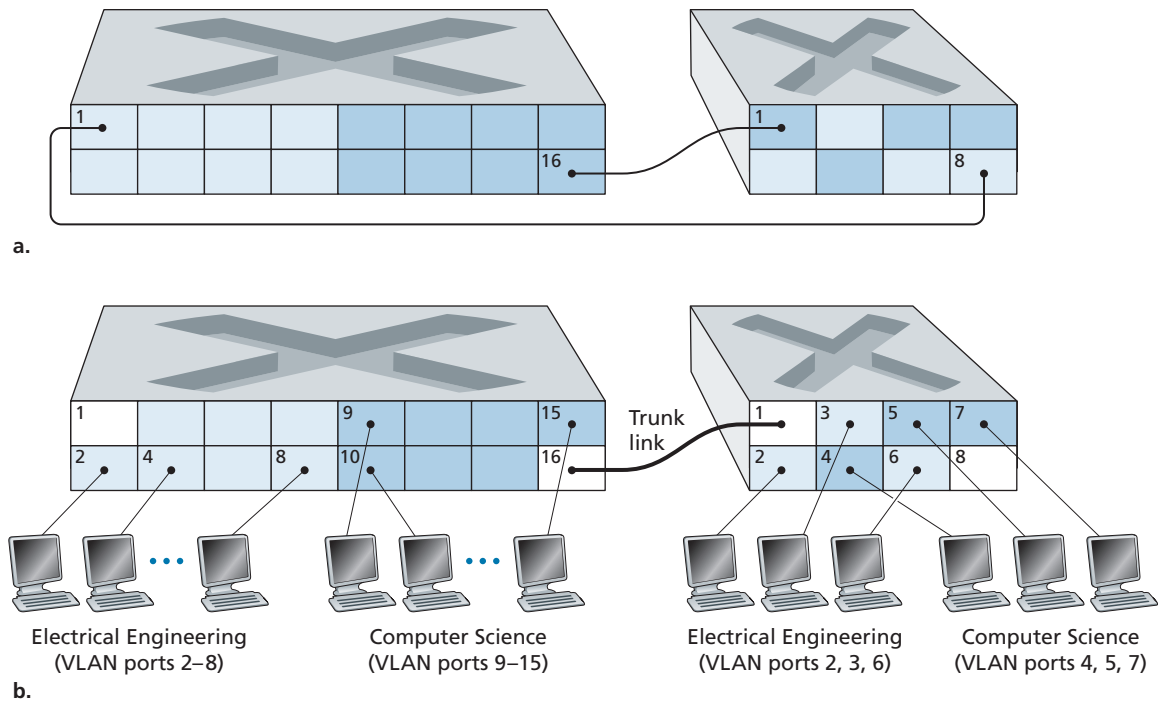 1
16
1
8
a.
1
9
15
Trunk
link
1
3
5
7
2
4
8
10
16
2
4
6
8
Electrical Engineering
(VLAN ports 2–8)
Computer Science
(VLAN ports 9–15)
Electrical Engineering
(VLAN ports 2, 3, 6)
Computer Science
(VLAN ports 4, 5, 7)
b.